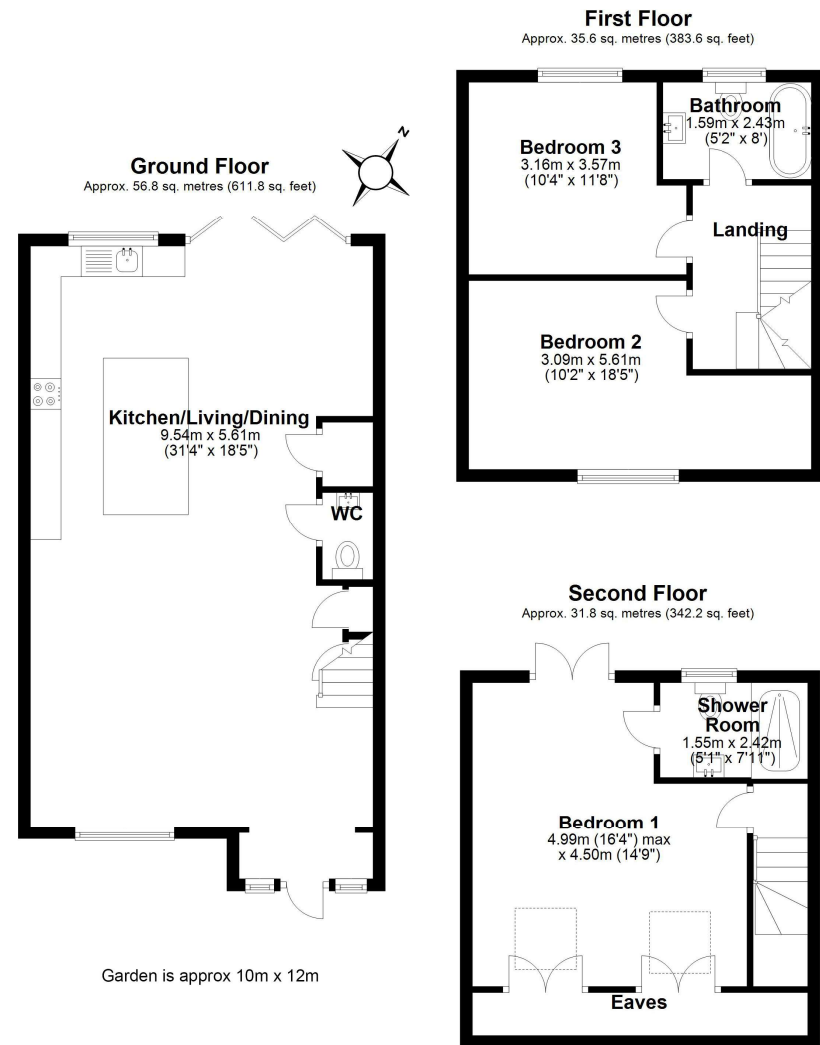 First Floor
Approx. 35.6 sq. metres (383.6 sq. feet)
Bathroom
1.59m x 2.43m
(5'2" x 8')
Bedroom 3
3.16m x 3.57m
(10'4" x 11'8")
Landing
Bedroom 2
3.09m x 5.61m
(10'2" x 18'5")
N
Ground Floor
Approx. 56.8 sq. metres (611.8 sq. feet)
Kitchen/Living/Dining
9.54m x 5.61m
(31'4" x 18'5")
WC
Garden is approx 10m x 12m
Second Floor
Approx. 31.8 sq. metres (342.2 sq. feet)
Shower
Room
1.55m x 2.42m
(5'1" x 7'11")
Bedroom 1
4.99m (16'4") max
x 4.50m (14'9")
Eaves